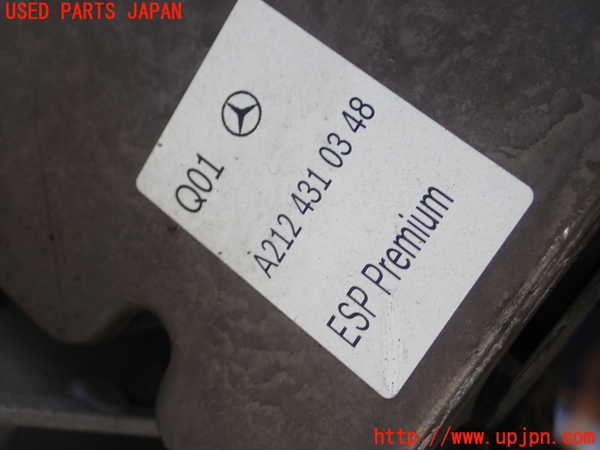 USED PARTS JAPAN
Q01
A212 431 03 48
ESP Premium
http://www.upjpn.com/